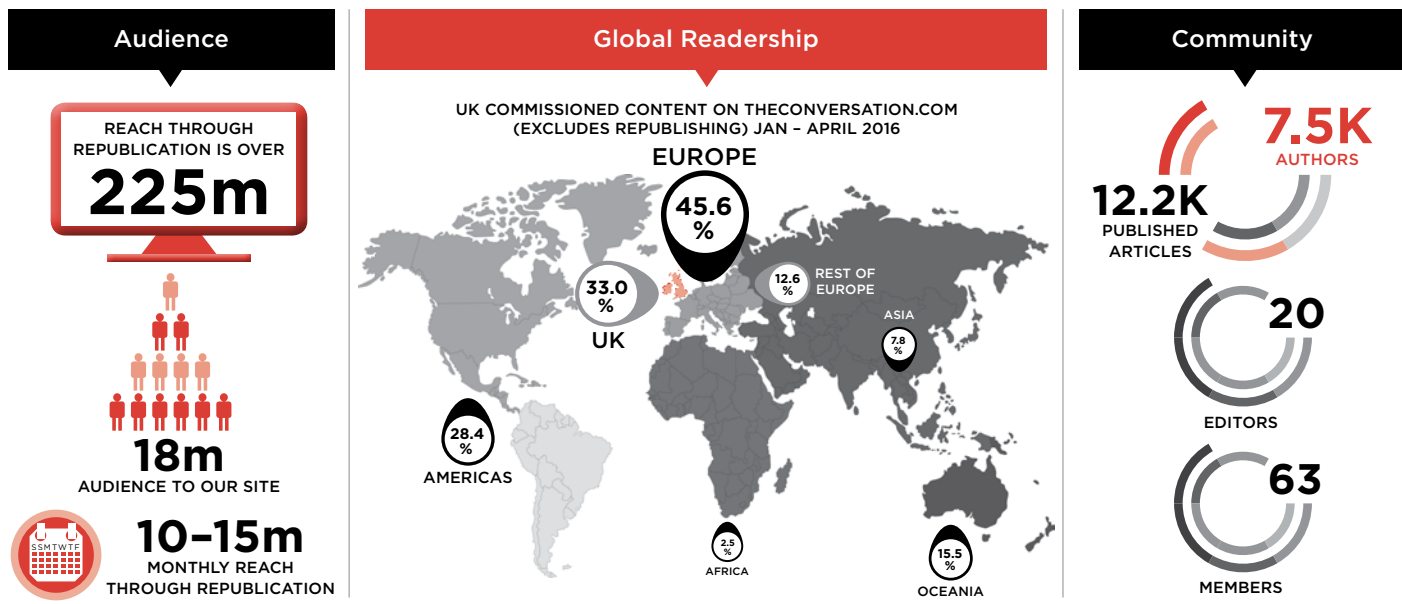 Audience
REACH THROUGH
REPUBLICATION IS OVER
225m
18m
AUDIENCE TO OUR SITE
SSMTWTF
10–15m
MONTHLY REACH
THROUGH REPUBLICATION
Global Readership
UK COMMISSIONED CONTENT ON THECONVERSATION.COM
(EXCLUDES REPUBLISHING) JAN – APRIL 2016
EUROPE
45.6
%
33.0
%
UK
12.6
%
REST OF
EUROPE
ASIA
7.8
%
28.4
%
AMERICAS
2.5
%
AFRICA
15.5
%
OCEANIA
Community
7.5K
AUTHORS
12.2K
PUBLISHED
ARTICLES
20
EDITORS
63
MEMBERS